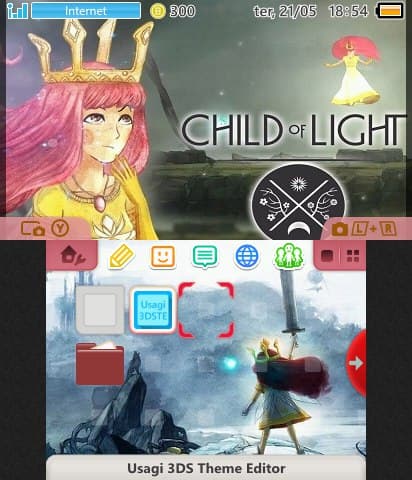 Internet
300
ter, 21/05
18:54
CHILD OF LIGHT
Y
L+R
Usagi
3DSTE
Usagi 3DS Theme Editor